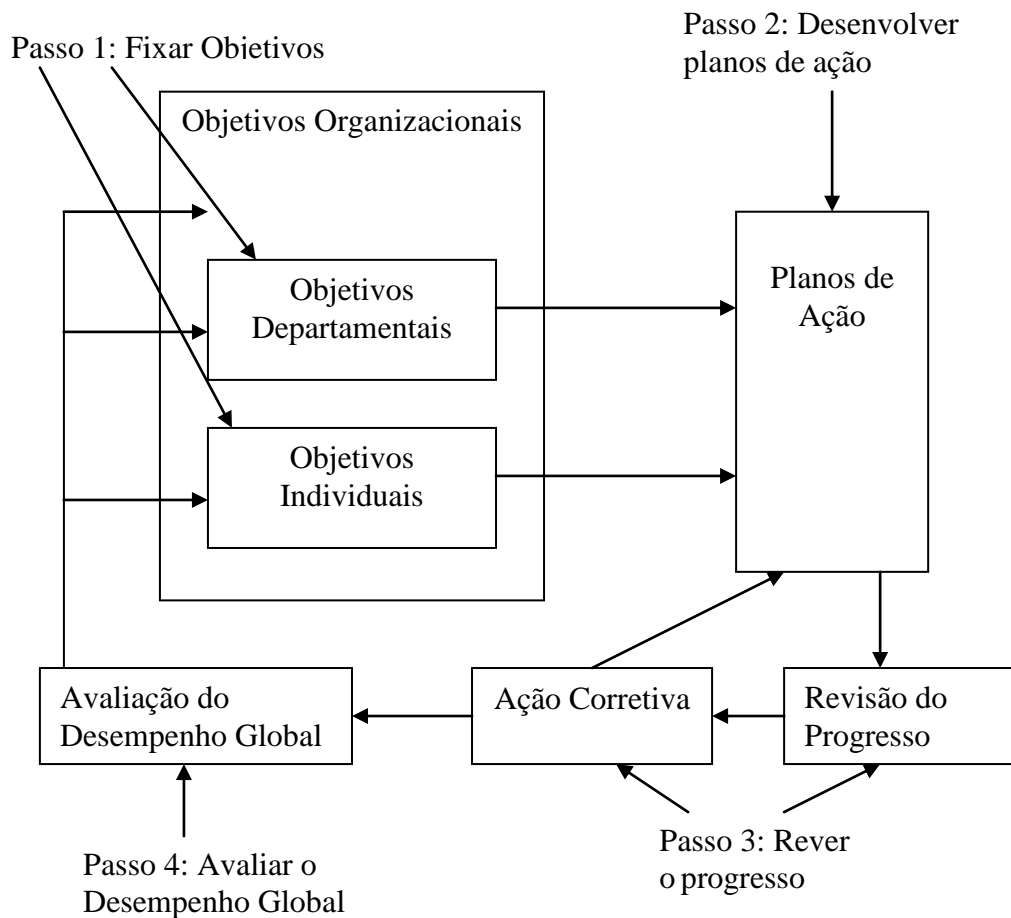 Passo 1: Fixar Objetivos
Passo 2: Desenvolver
planos de ação
Objetivos Organizacionais
Objetivos
Departamentais
Planos de
Ação
Objetivos
Individuais
Avaliação do
Desempenho Global
Ação Corretiva
Revisão do
Progresso
Passo 4: Avaliar o
Desempenho Global
Passo 3: Rever
o progresso